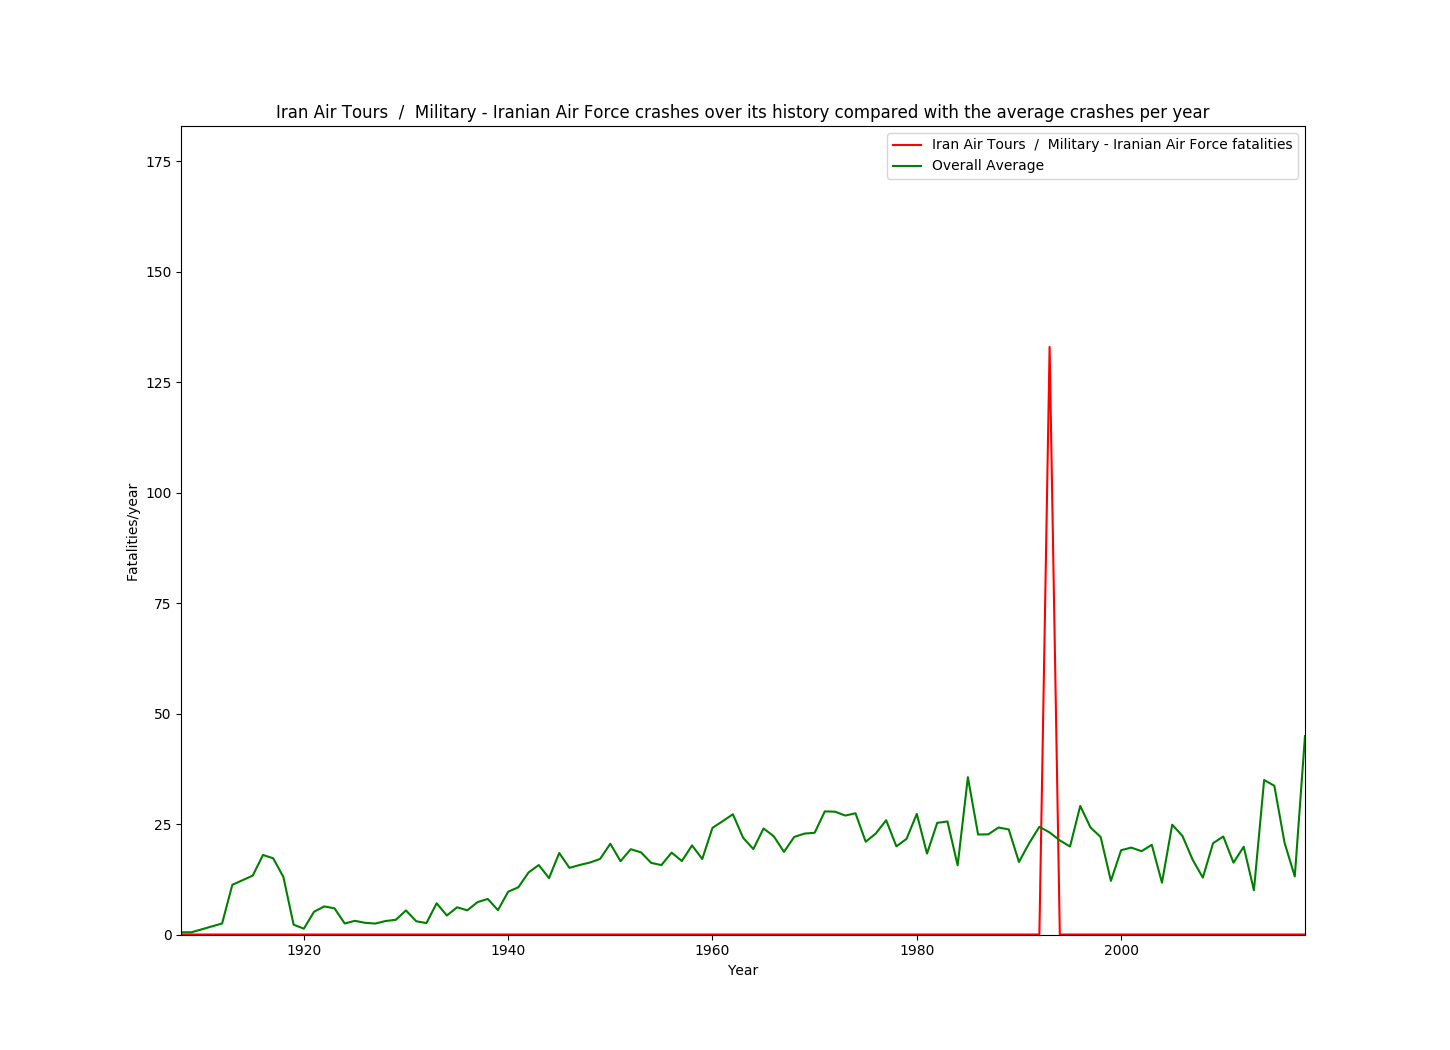 Iran Air Tours  /  Military - Iranian Air Force crashes over its history compared with the average crashes per year
Iran Air Tours  /  Military - Iranian Air Force fatalities
Overall Average
175
150
125
100
75
50
25
0
Fatalities/year
1920 1940 1960 1980 2000
Year